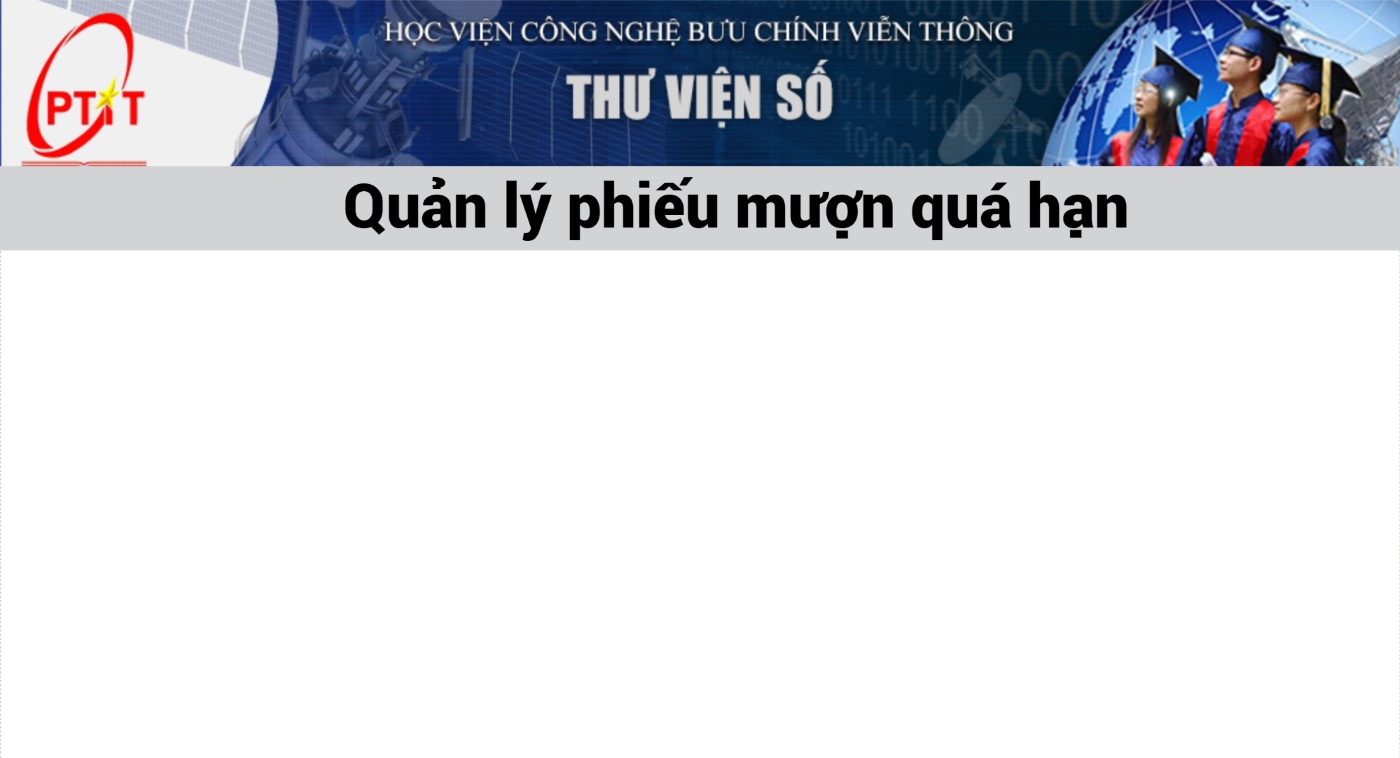 HỌC VIỆN CÔNG NGHỆ BƯU CHÍNH VIỄN THÔNG
THƯ VIỆN SỐ
PTIT
Quản lý phiếu mượn quá hạn